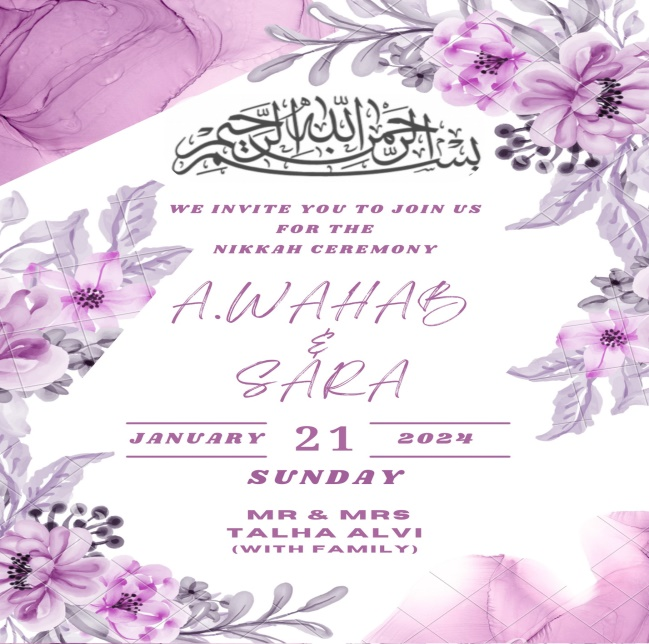 بسم الله الرحمن الرحيم
WE INVITE YOU TO JOIN US
FOR THE
NIKKAH CEREMONY
A.WAHAB
&
SARA
JANUARY 21 2024
SUNDAY
MR & MRS
TALHA ALVI
(WITH FAMILY)